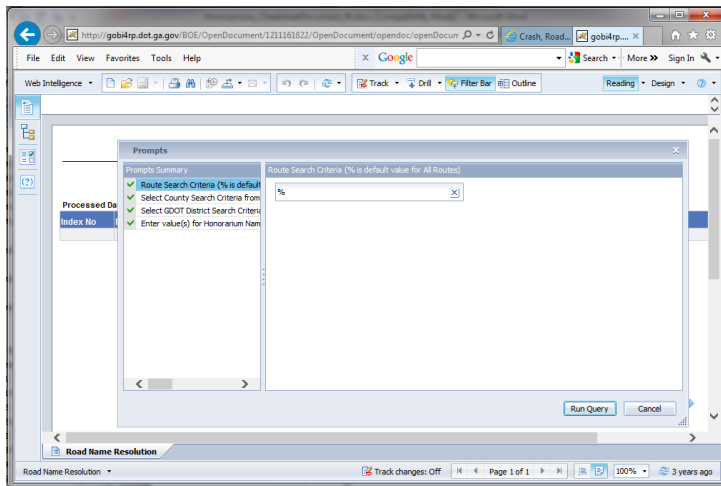 http://gobi4rp.dot.ga.gov/BOE/OpenDocument/1211161822/OpenDocument/opendoc/openDocum
Crash, Road...
gobi4rp....
File Edit View Favorites Tools Help
x Google
Search More >> Sign In
Web Intelligence
Track Drill Filter Bar Outline
Reading Design
Prompts
Prompts Summary
Route Search Criteria (% is default value for All Routes)
Route Search Criteria (% is default
%
Select County Search Criteria from
Select GDOT District Search Criteria
Enter value(s) for Honorarium Nam
Processed Da
Index No
Run Query Cancel
Road Name Resolution
Road Name Resolution
Track changes: Off
Page 1 of 1
100%
3 years ago